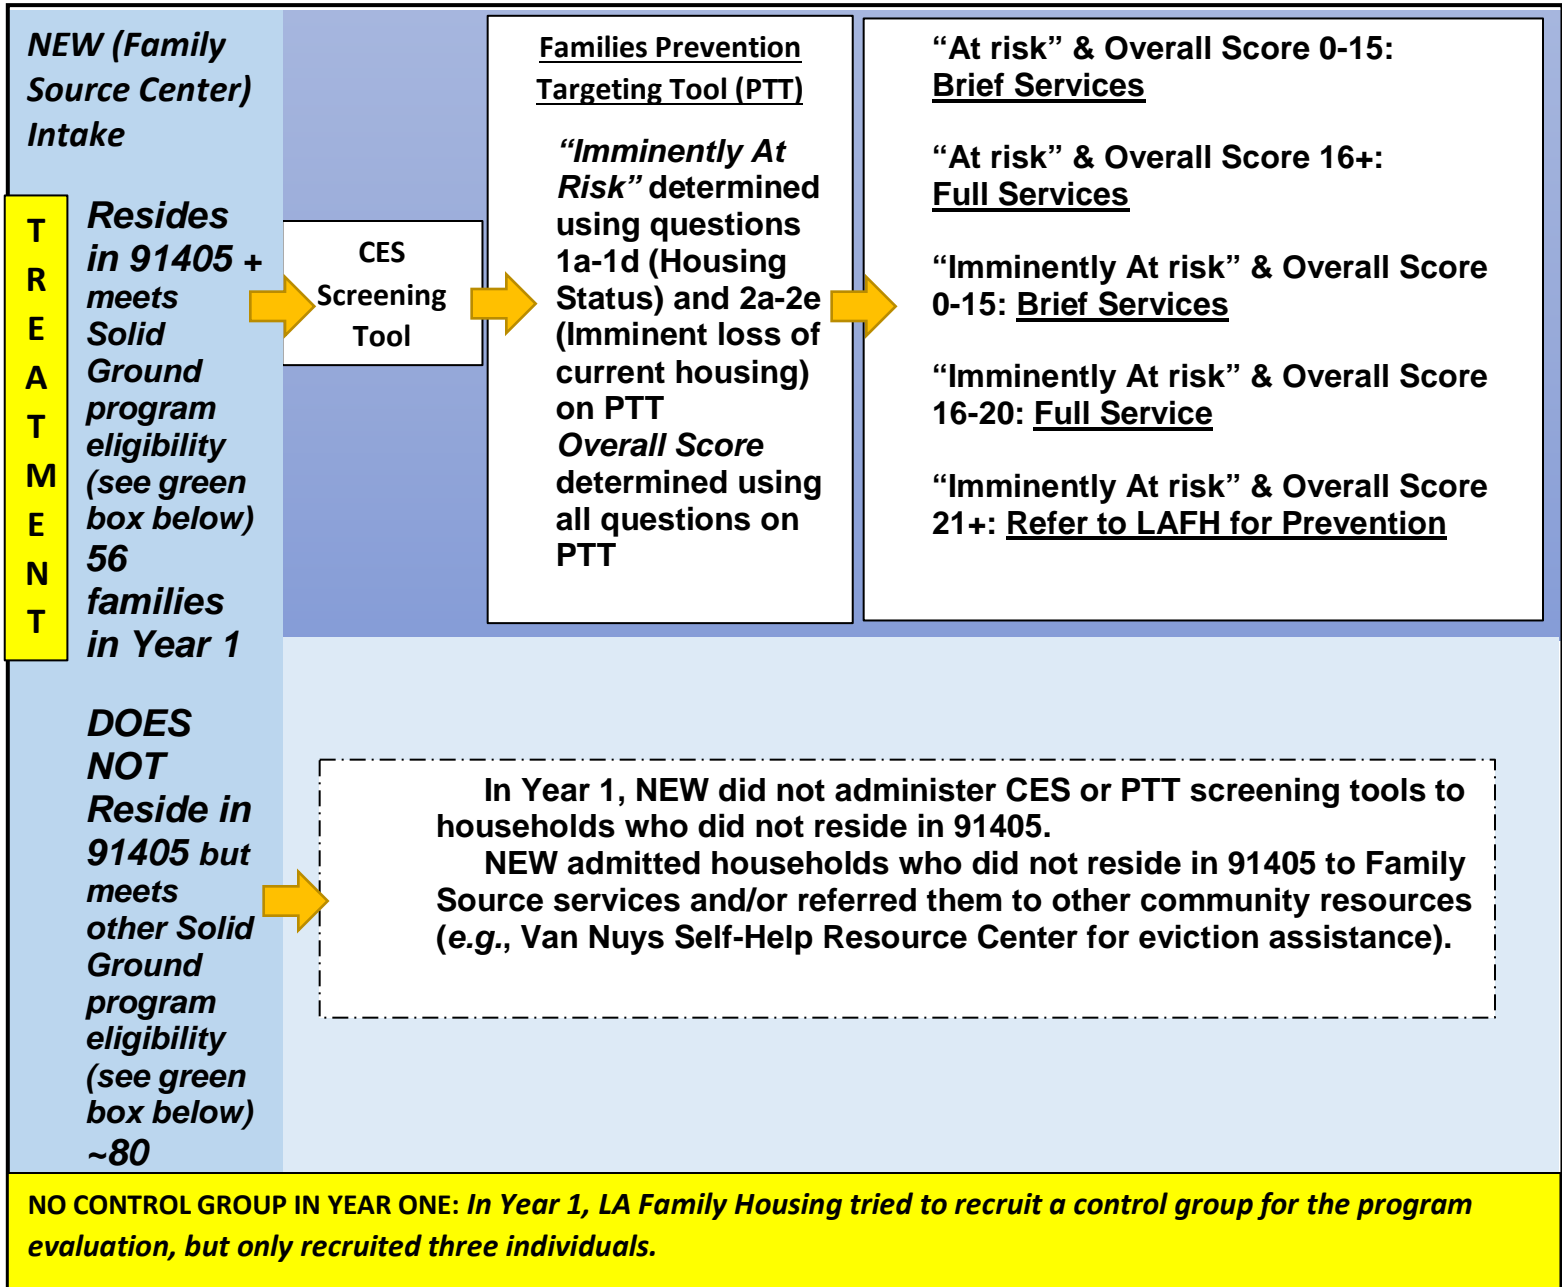 NEW (Family
Source Center)
Intake
T
R
E
A
T
M
E
N
T
Resides
in 91405 +
meets
Solid
Ground
program
eligibility
(see green
box below)
56
families
in Year 1
CES
Screening
Tool
Families Prevention
Targeting Tool (PTT)
“Imminently At
Risk” determined
using questions
1a-1d (Housing
Status) and 2a-2e
(Imminent loss of
current housing)
on PTT
Overall Score
determined using
all questions on
PTT
“At risk” & Overall Score 0-15:
Brief Services
“At risk” & Overall Score 16+:
Full Services
“Imminently At risk” & Overall Score
0-15: Brief Services
“Imminently At risk” & Overall Score
16-20: Full Service
“Imminently At risk” & Overall Score
21+: Refer to LAFH for Prevention
DOES
NOT
Reside in
91405 but
meets
other Solid
Ground
program
eligibility
(see green
box below)
~80
In Year 1, NEW did not administer CES or PTT screening tools to
households who did not reside in 91405.
NEW admitted households who did not reside in 91405 to Family
Source services and/or referred them to other community resources
(e.g., Van Nuys Self-Help Resource Center for eviction assistance).
NO CONTROL GROUP IN YEAR ONE: In Year 1, LA Family Housing tried to recruit a control group for the program
evaluation, but only recruited three individuals.